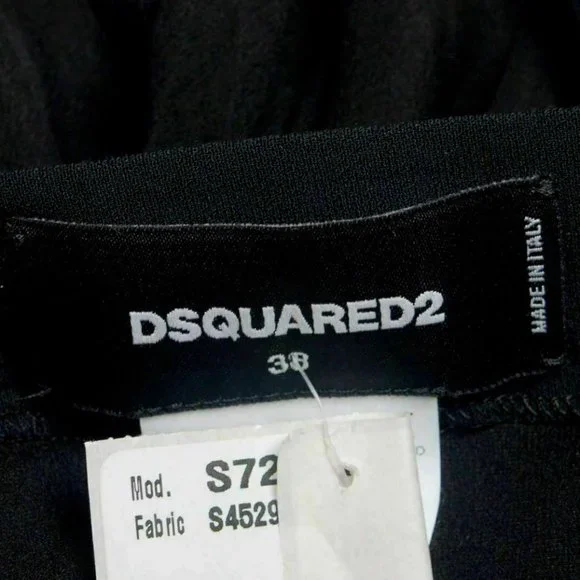 DSQUARED2
38
MADE IN ITALY
Mod. S72
Fabric S4529